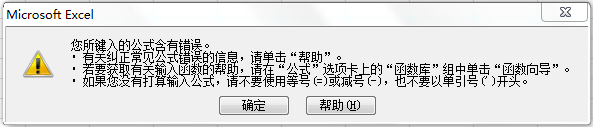 Microsoft Excel
您所键入的公式含有错误。
· 有关纠正常见公式错误的信息，请单击“帮助”。
· 若要获取有关输入函数的帮助，请在“公式”选项卡上的“函数库”组中单击“函数向导”。
· 如果您没有打算输入公式，请不要使用等号(=)或减号(-)，也不要以单引号(')开头。
确定
帮助(H)